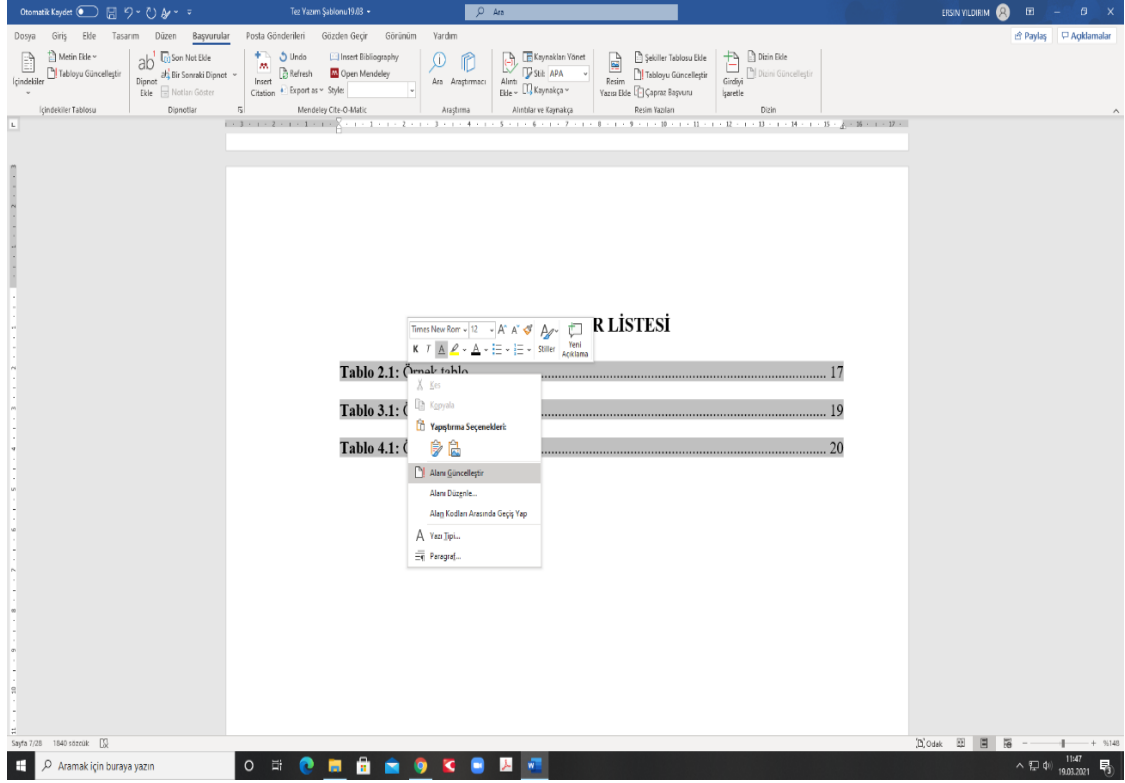 Otomatik Kaydet
Tez Yazım Şablonu19.03
Ara
ERSIN YILDIRIM
Dosya Giriş Ekle Tasarım Düzen Başvurular Posta Gönderileri Gözden Geçir Görünüm Yardım
Paylaş Açıklamalar
İçindekiler
Metin Ekle
Tabloyu Güncelleştir
İçindekiler Tablosu
ab
Dipnot Ekle
Son Not Ekle
Bir Sonraki Dipnot
Notları Göster
Dipnotlar
Insert Citation
Undo
Refresh
Export as
Insert Bibliography
Open Mendeley
Style:
Mendeley Cite-O-Matic
Ara Araştırmacı
Araştırma
Alıntı Ekle
Kaynakları Yönet
Stil: APA
Kaynakça
Alıntılar ve Kaynakça
Resim Yazısı Ekle
Şekiller Tablosu Ekle
Tabloyu Güncelleştir
Çapraz Başvuru
Resim Yazıları
Girdiyi İşaretle
Dizin Ekle
Dizini Güncelleştir
Dizin
R LİSTESİ
Times New Rom 12
K T A
Stiller
Yeni Açıklama
Tablo 2.1: Örnek tablo 17
Tablo 3.1: 19
Tablo 4.1: 20
Kes
Kopyala
Yapıştırma Seçenekleri:
Alanı Güncelleştir
Alanı Düzenle...
Alan Kodları Arasında Geçiş Yap
Yazı Tipi...
Paragraf...
Sayfa 7/28 1840 sözcük
Odak
%148
Aramak için buraya yazın
11:47
19.03.2021